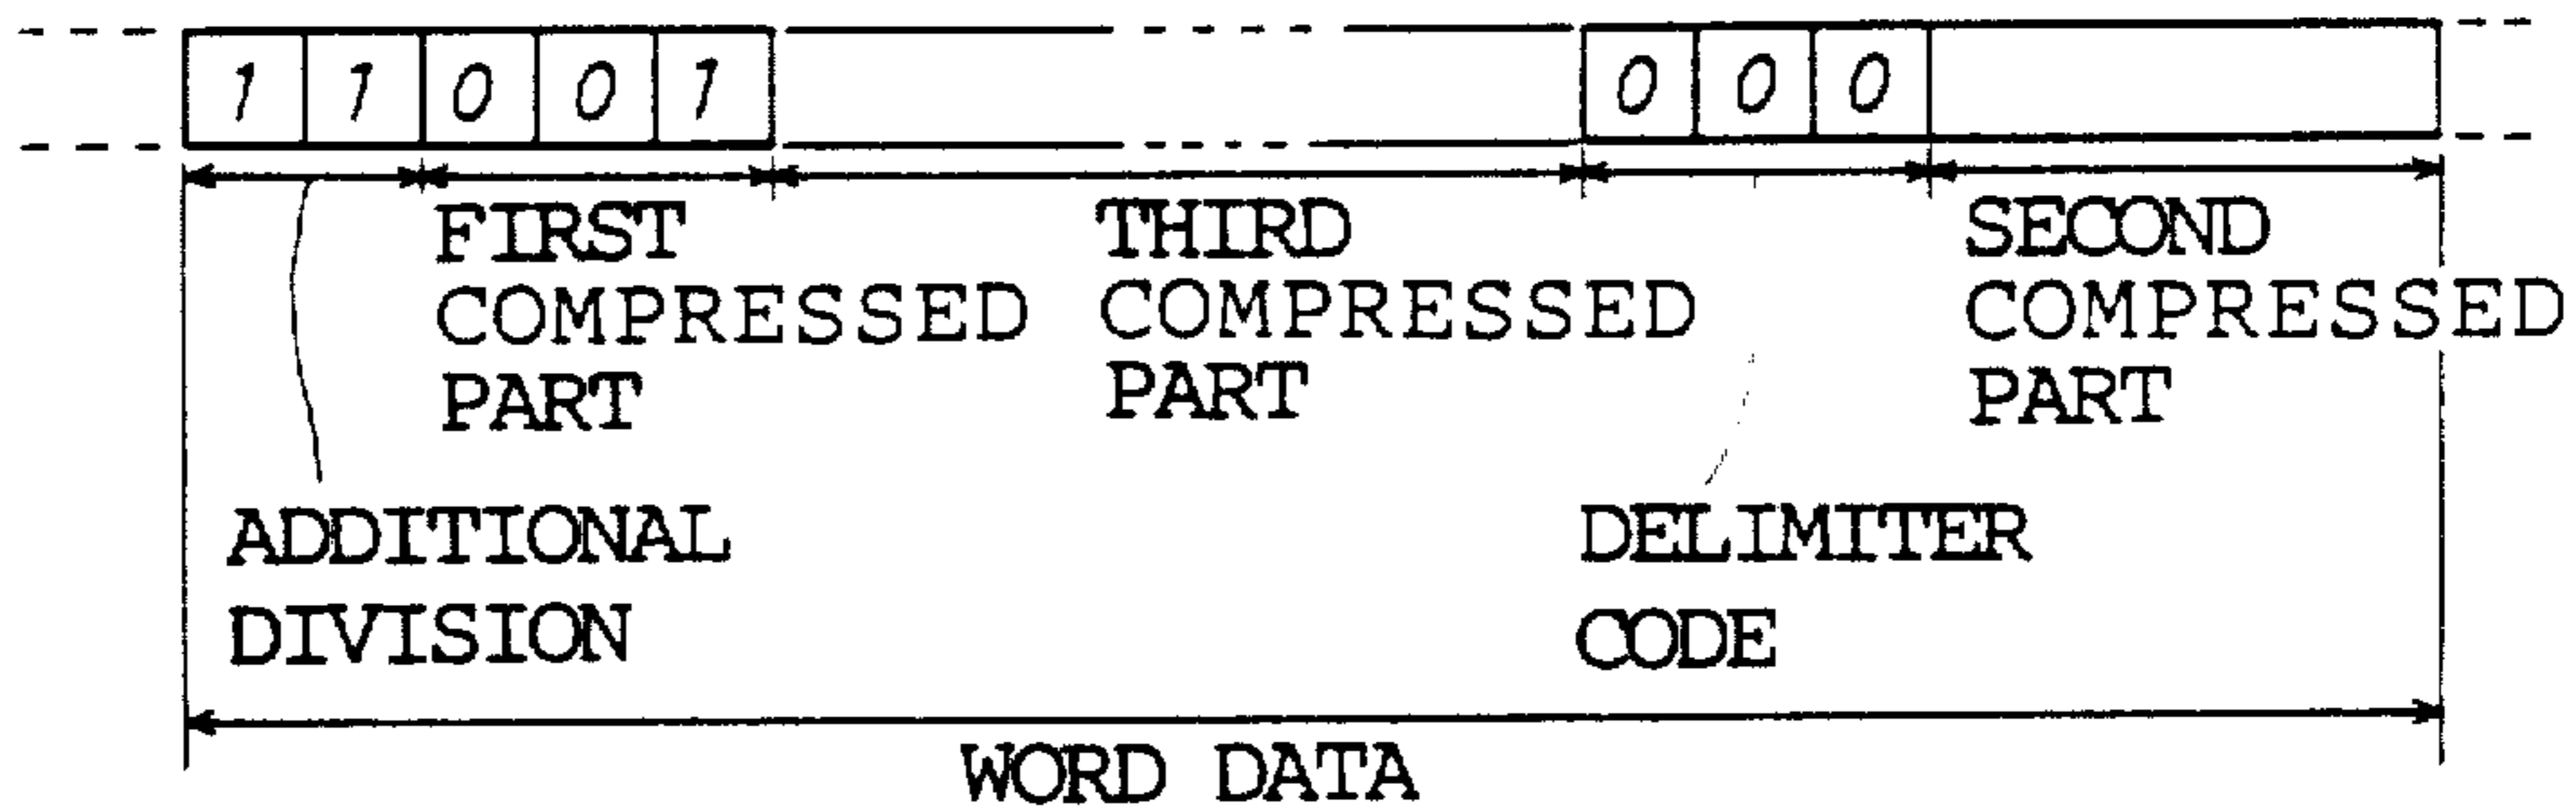 1 1 0 0 1 0 0 0
FIRST COMPRESSED PART
THIRD COMPRESSED PART
SECOND COMPRESSED PART
ADDITIONAL DIVISION
DELIMITER CODE
WORD DATA